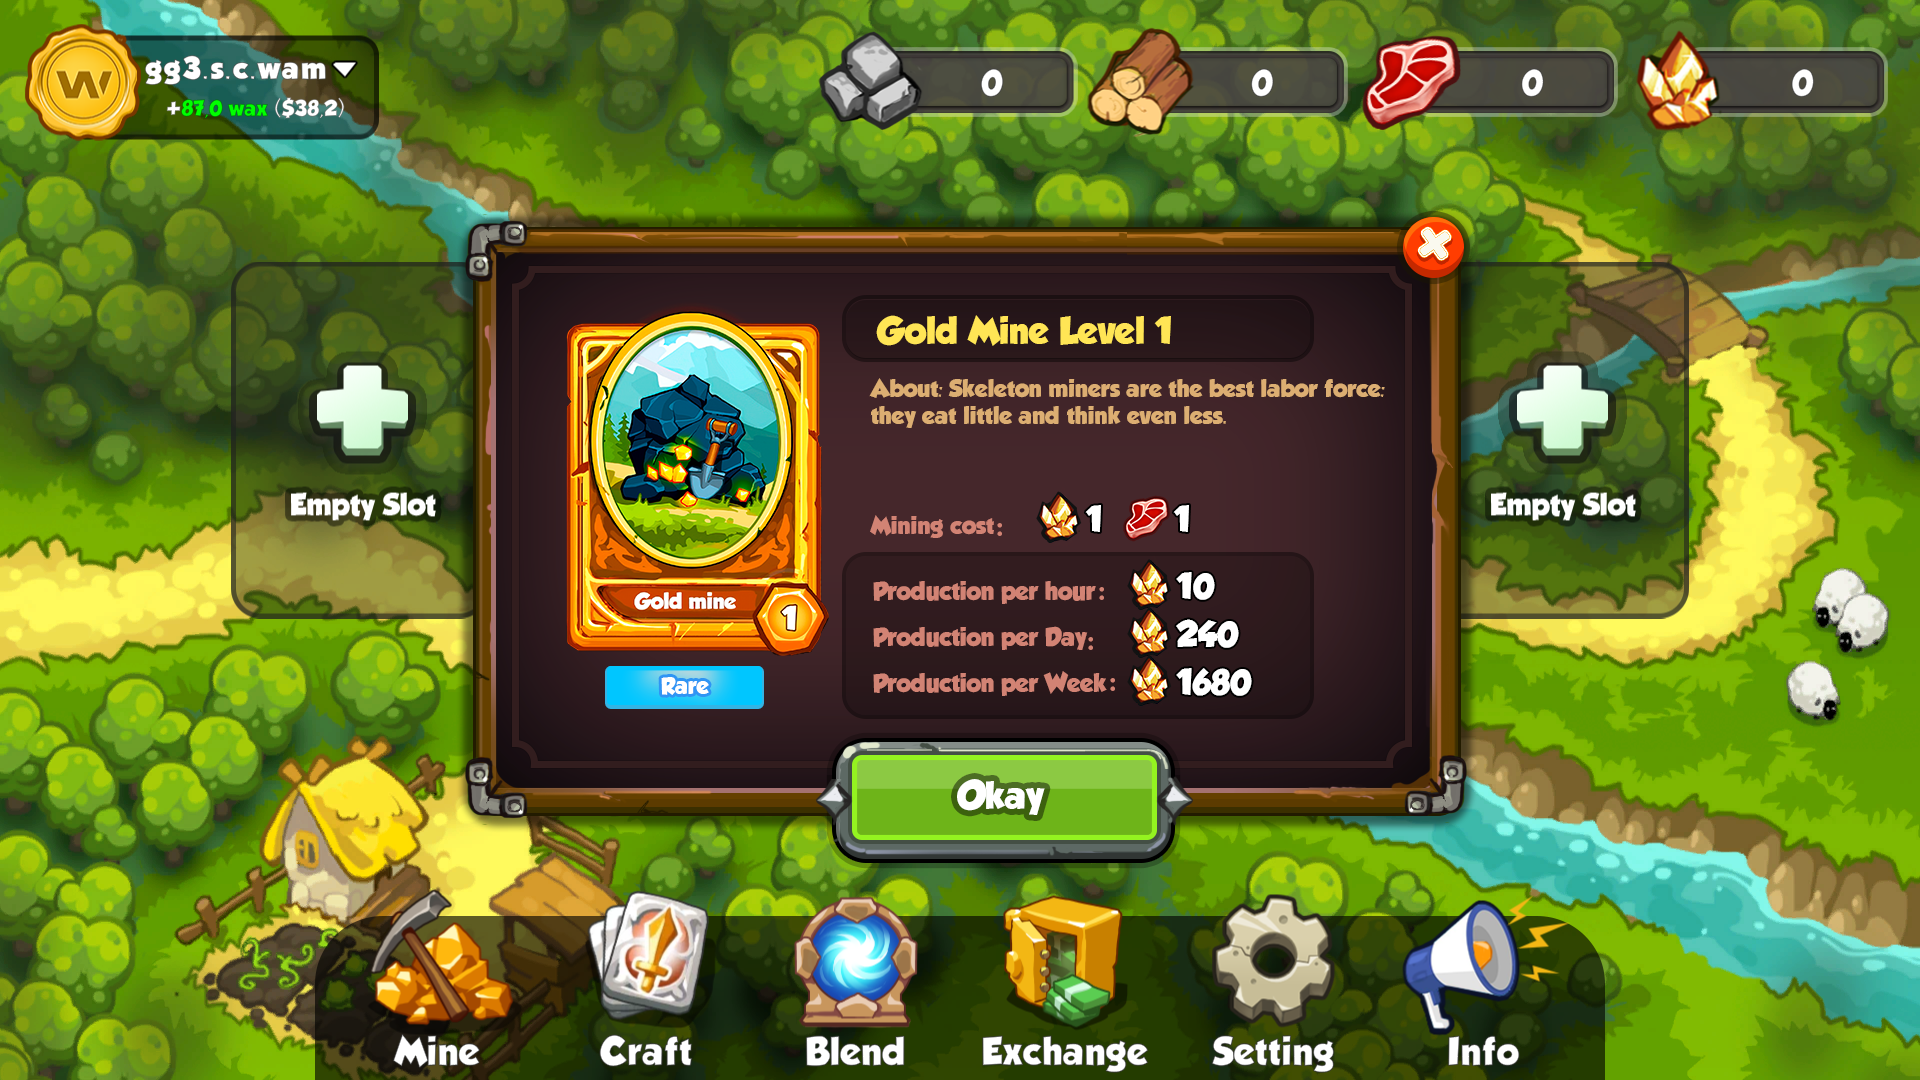 W
gg3.s.c.wam
+87,0 wax ($38,2)
0
0
0
0
Gold Mine Level 1
About: Skeleton miners are the best labor force:
they eat little and think even less.
Empty Slot
Empty Slot
Mining cost: 1 1
Production per hour: 10
Production per Day: 240
Production per Week: 1680
Gold mine
1
Rare
Okay
Mine
Craft
Blend
Exchange
Setting
Info